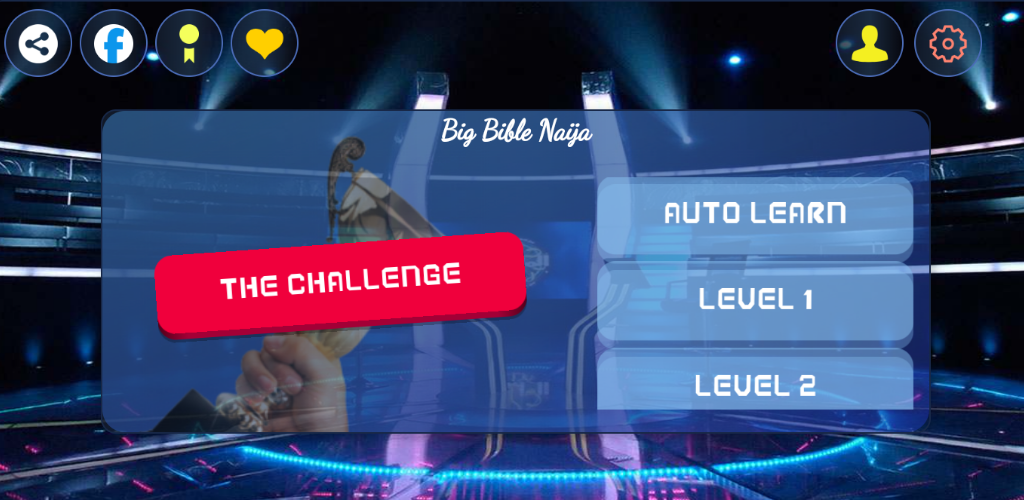 Big Bible Naija
THE CHALLENGE
AUTO LEARN
LEVEL 1
LEVEL 2